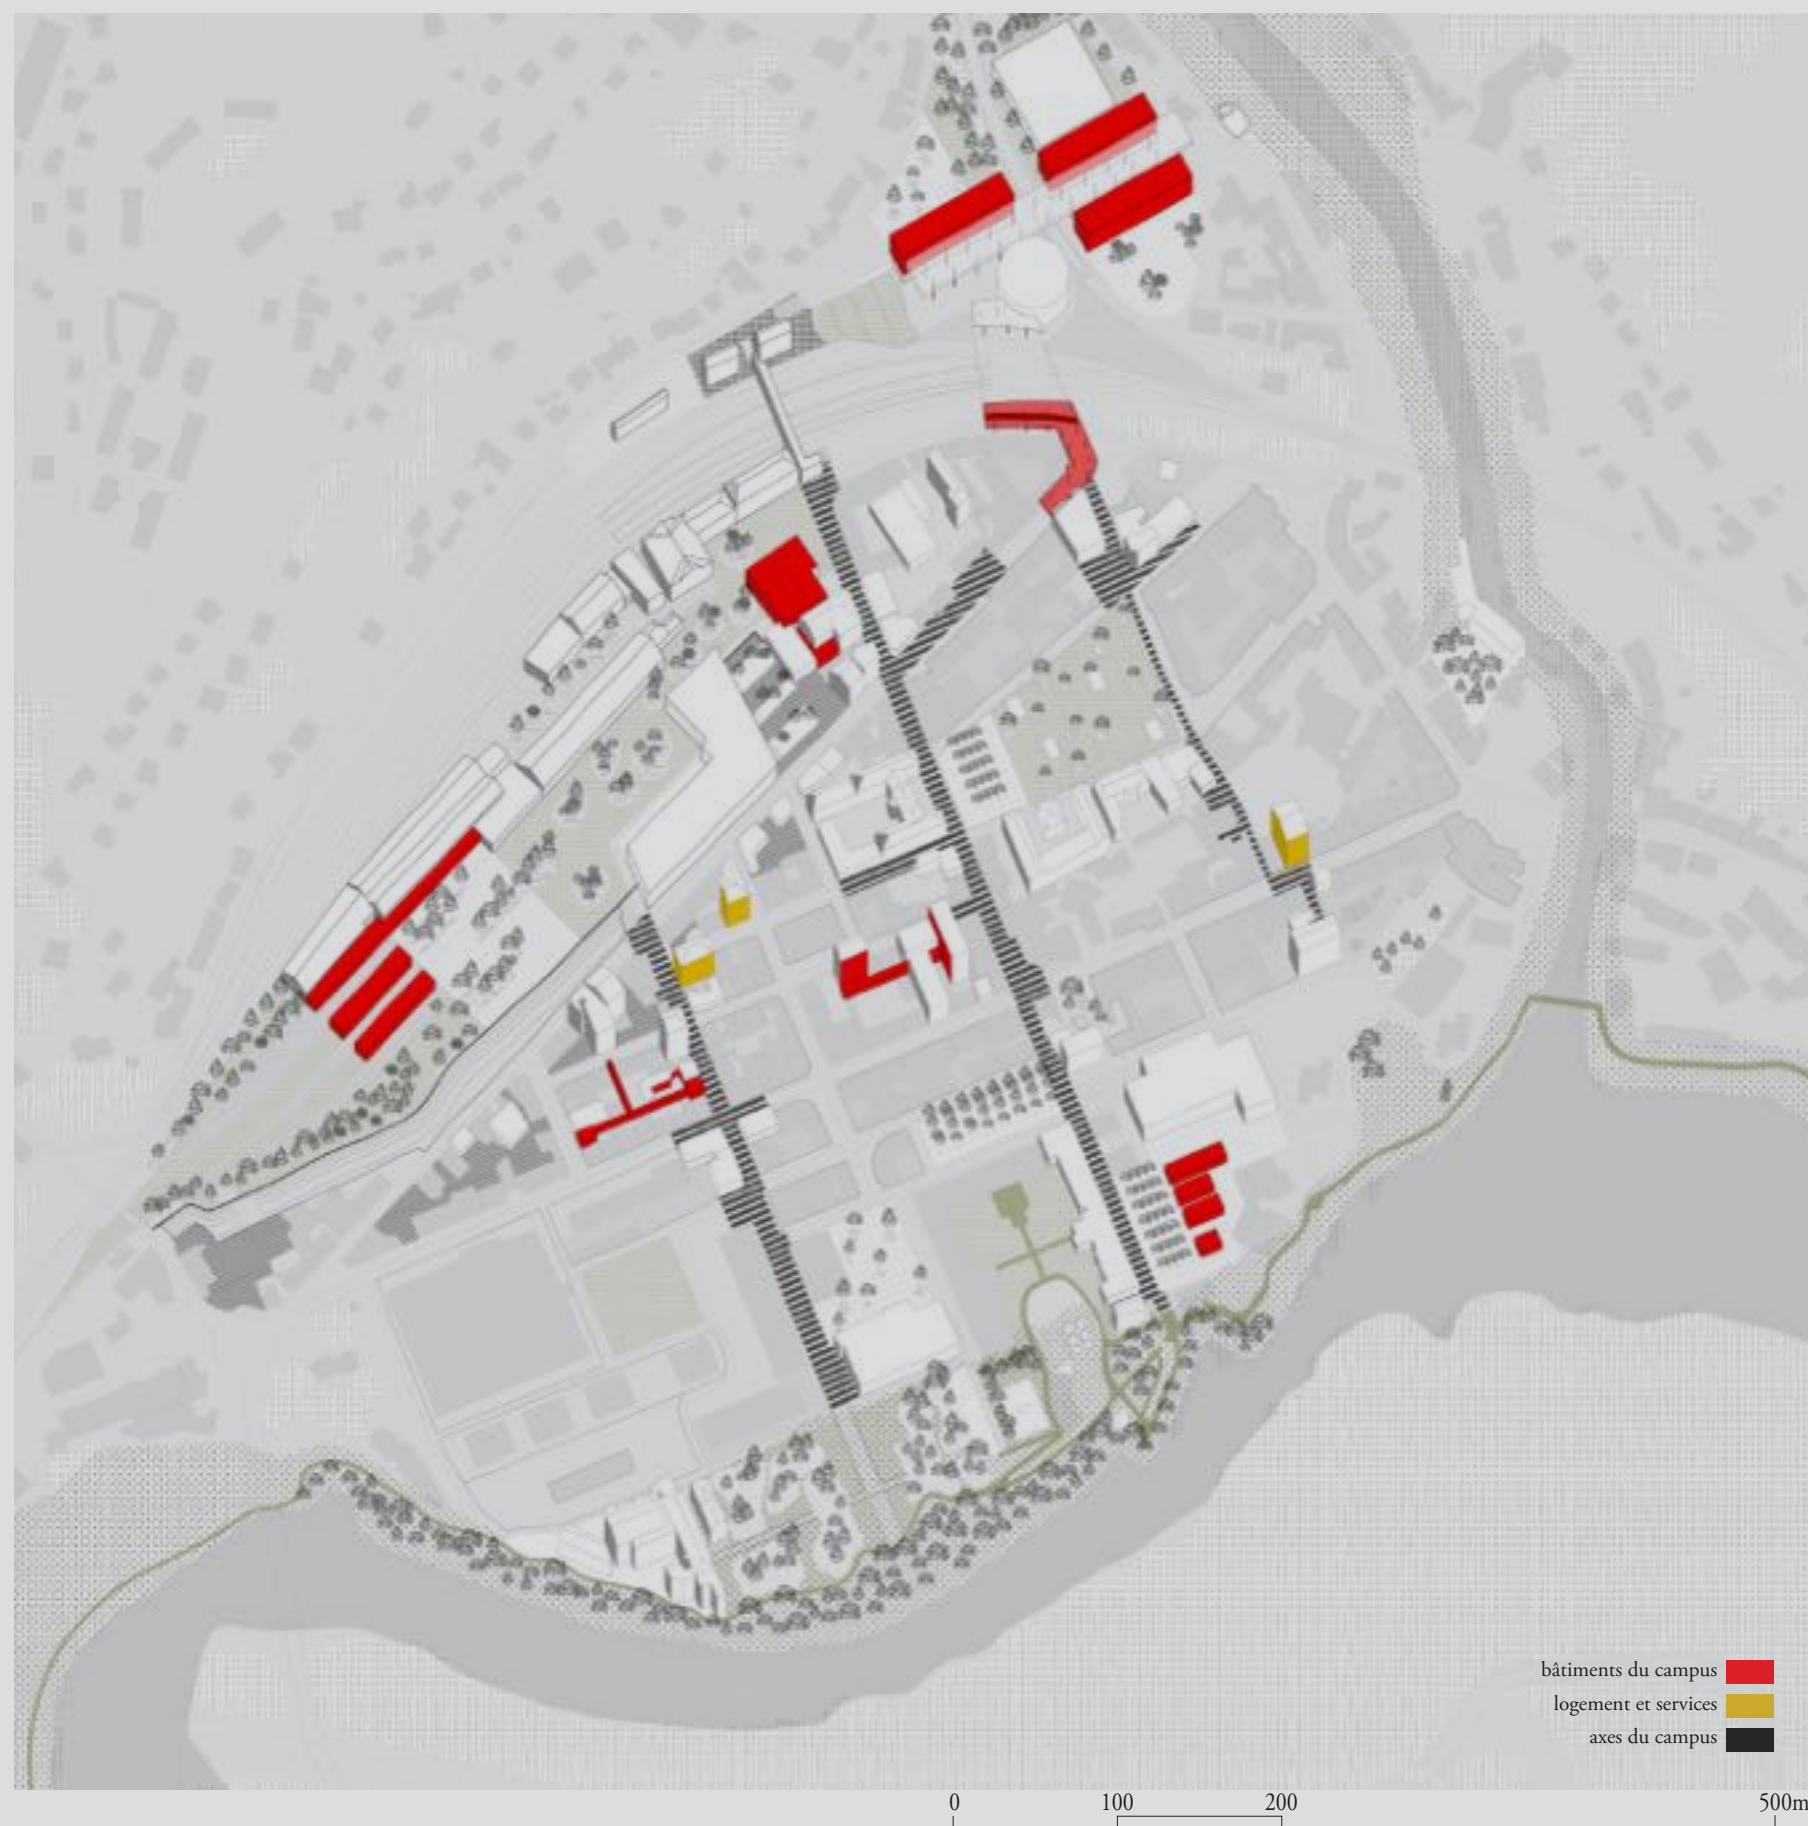 bâtiments du campus
logement et services
axes du campus
0 100 200 500m